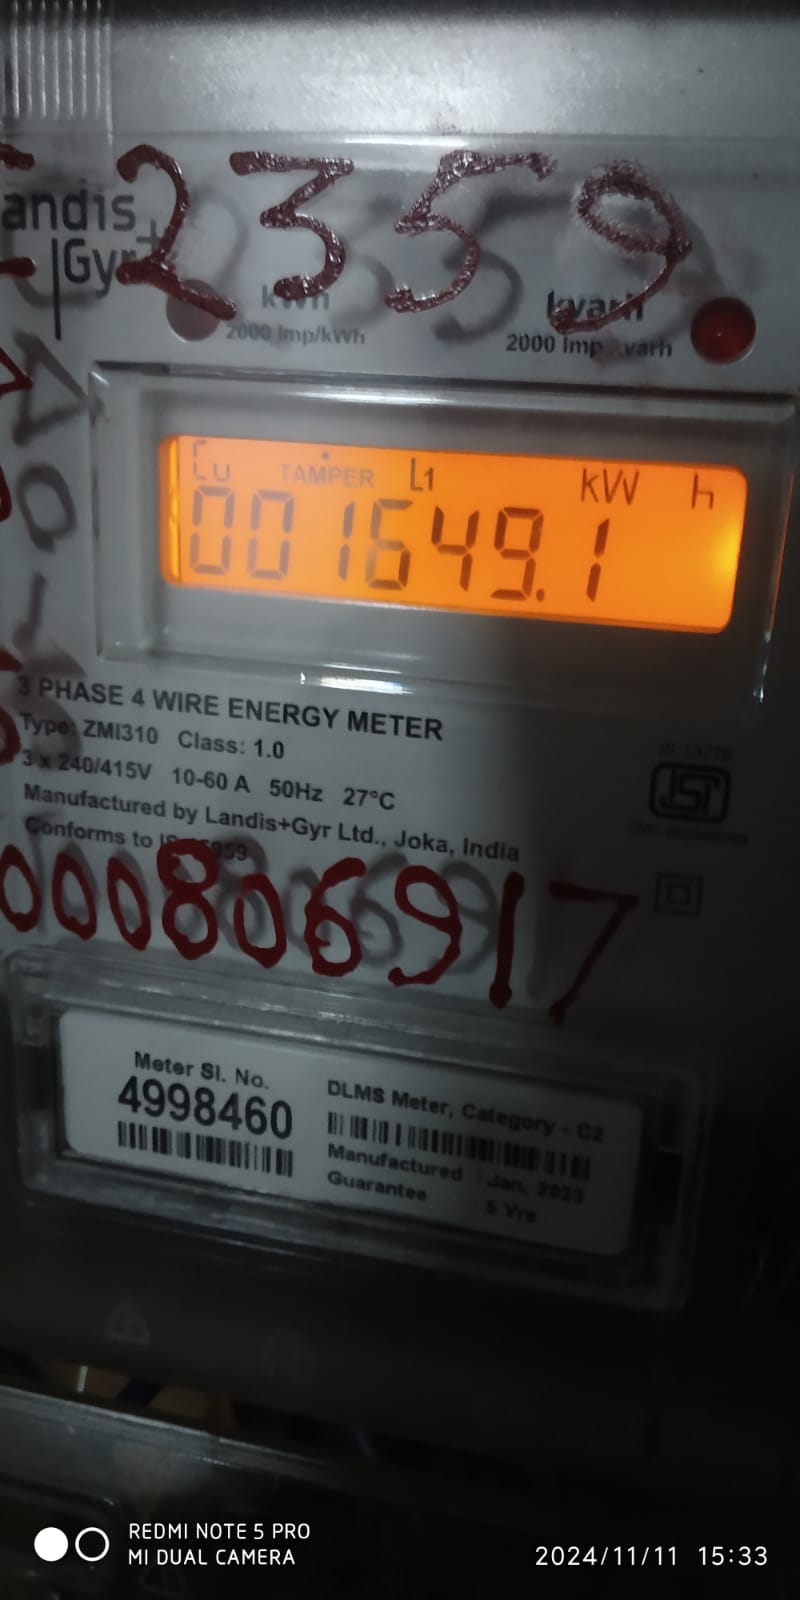 2359
andis
Gyr+
kWh
2000 Imp/kWh
kvarh
2000 Imp varh
Cu TAMPER L1 kW h
001649.1
3 PHASE 4 WIRE ENERGY METER
Type: ZMI310 Class: 1.0
3 x 240/415V 10-60 A 50Hz 27°C
Manufactured by Landis+Gyr Ltd., Joka, India
Conforms to
000806917
Meter Sl. No.
4998460
DLMS Meter, Category - C2
Manufactured : Jan, 2023
Guarantee : 5 Yrs
REDMI NOTE 5 PRO
MI DUAL CAMERA
2024/11/11 15:33